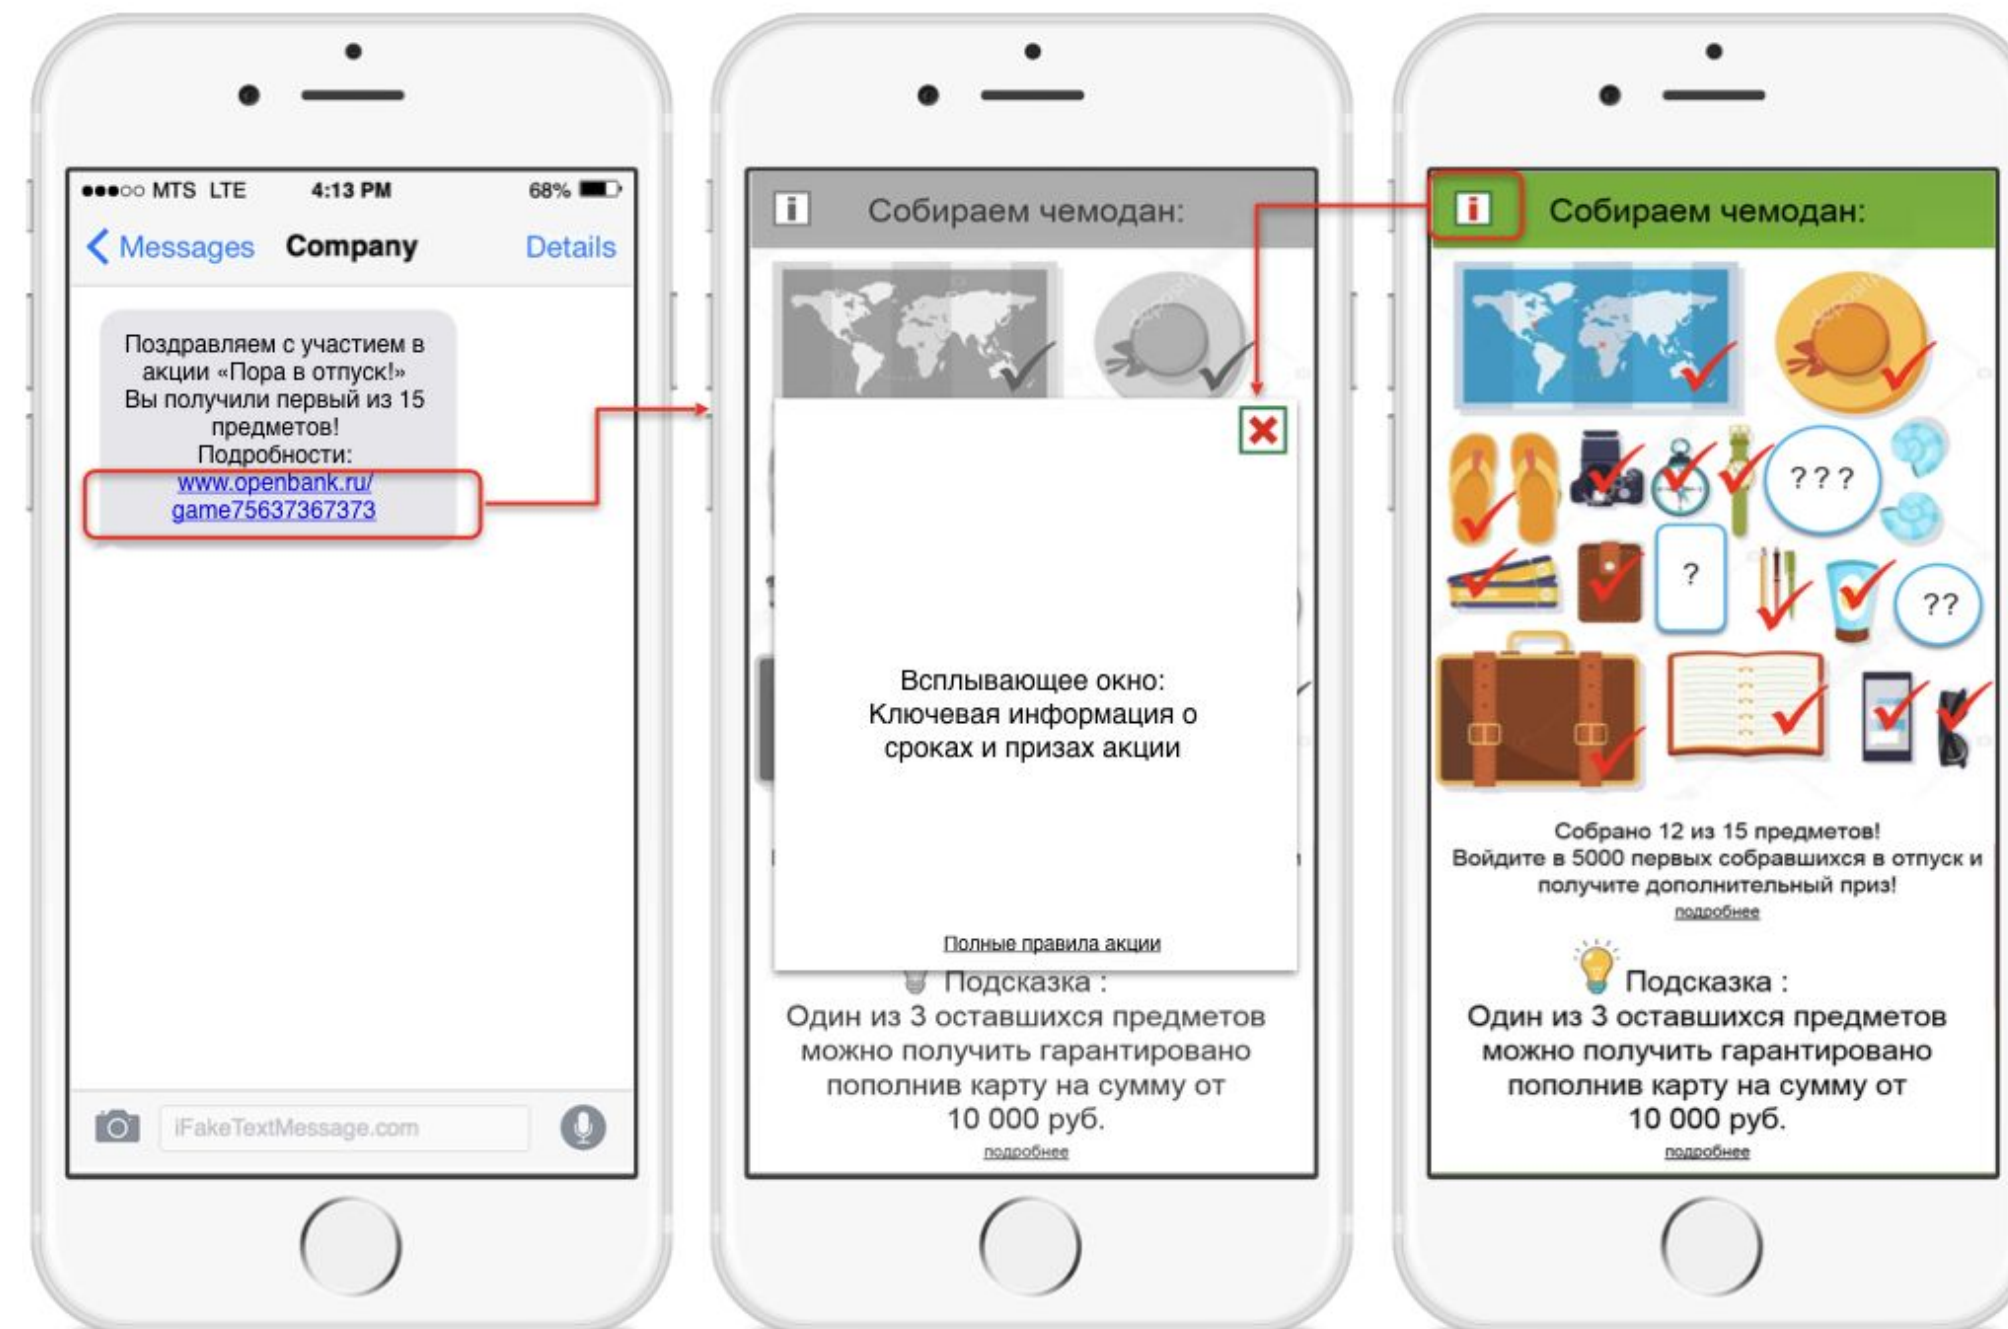 MTS LTE 4:13 PM 68%
Messages Company Details
Поздравляем с участием в
акции «Пора в отпуск!»
Вы получили первый из 15
предметов!
Подробности:
www.openbank.ru/
game75637367373
iFakeTextMessage.com
i Собираем чемодан:
Всплывающее окно:
Ключевая информация о
сроках и призах акции
Полные правила акции
Подсказка :
Один из 3 оставшихся предметов
можно получить гарантировано
пополнив карту на сумму от
10 000 руб.
подробнее
i Собираем чемодан:
? ? ?
?
? ?
Собрано 12 из 15 предметов!
Войдите в 5000 первых собравшихся в отпуск и
получите дополнительный приз!
подробнее
Подсказка :
Один из 3 оставшихся предметов
можно получить гарантировано
пополнив карту на сумму от
10 000 руб.
подробнее